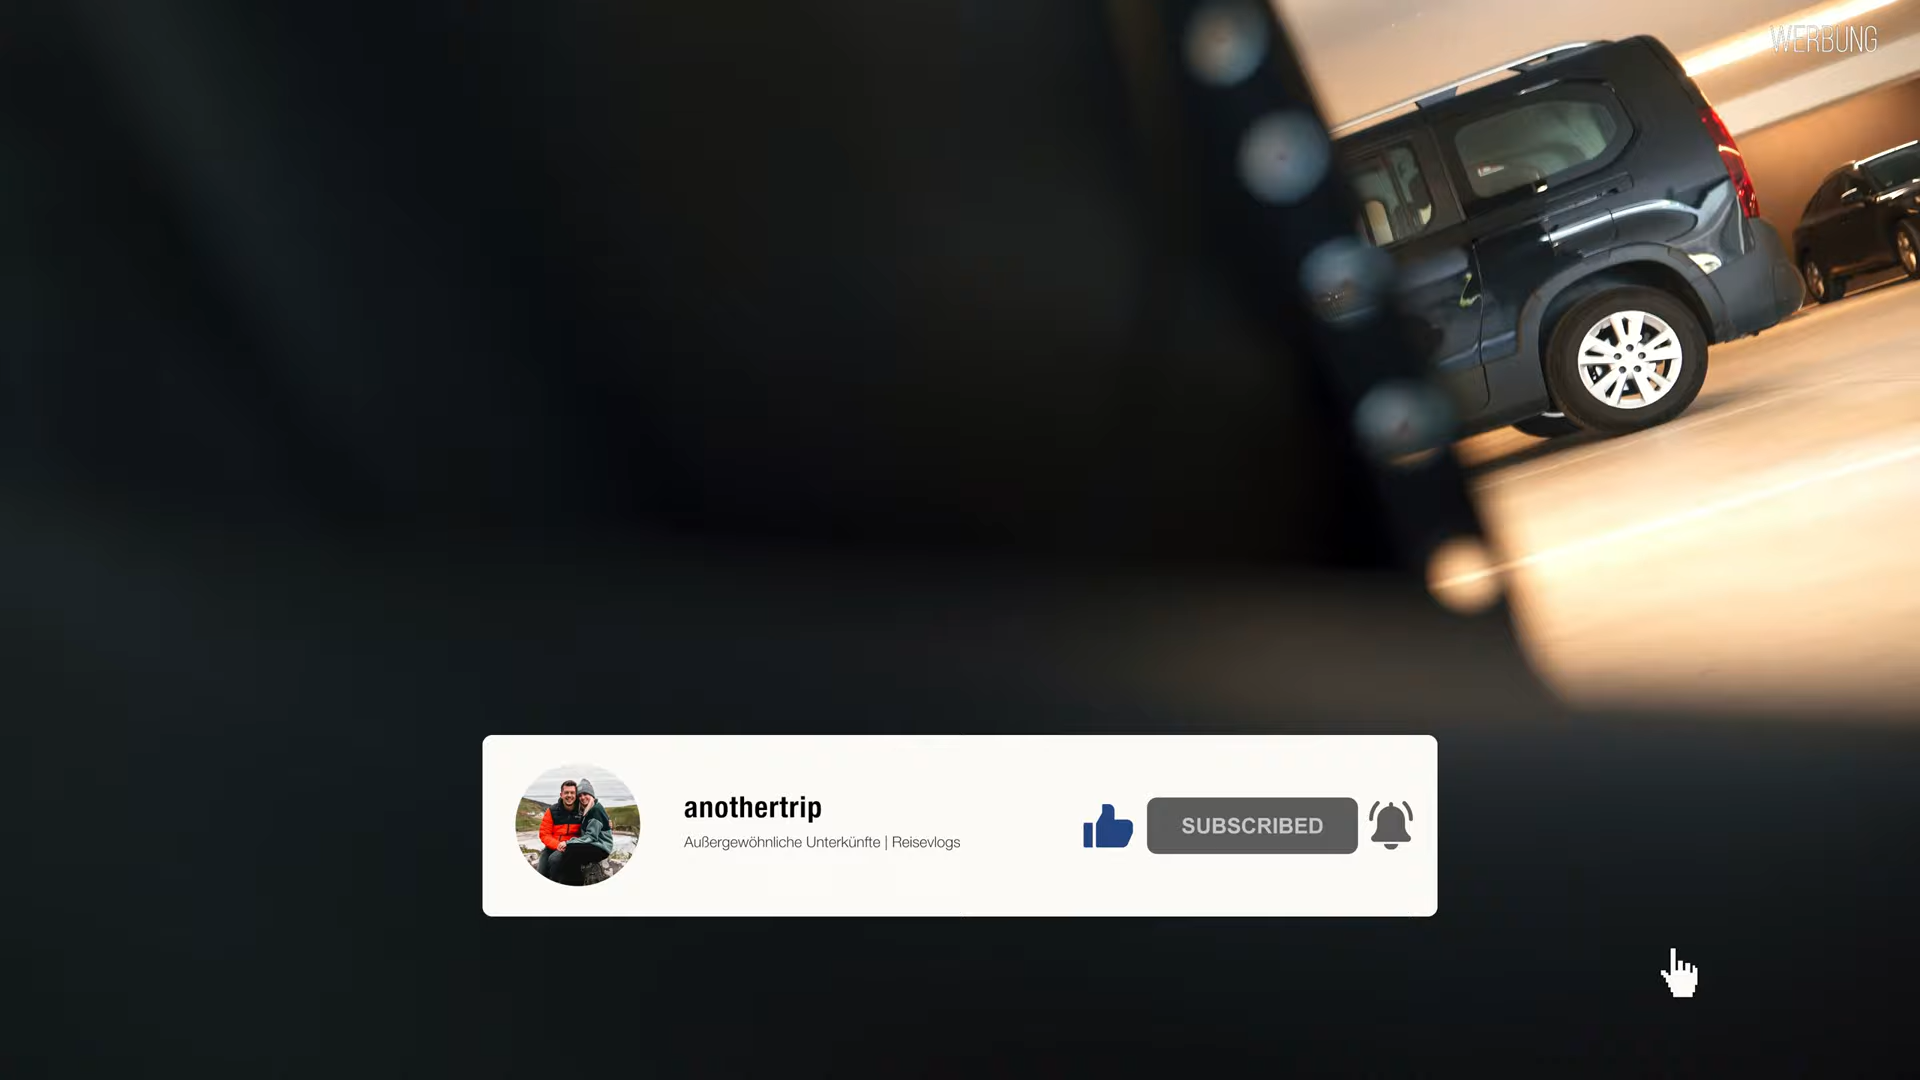 WERBUNG
anothertrip
Außergewöhnliche Unterkünfte | Reisevlogs
SUBSCRIBED